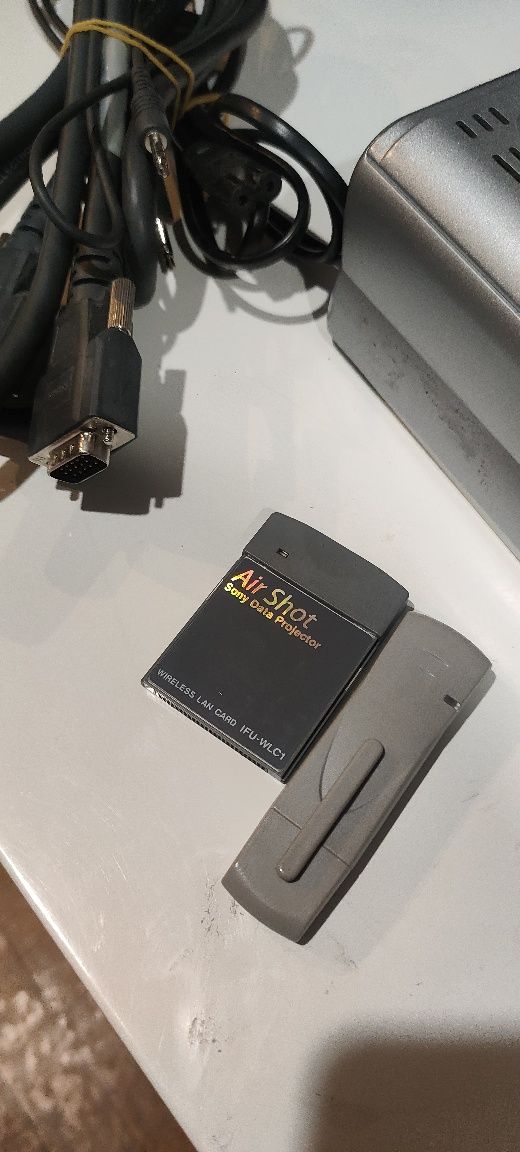 Air Shot
Sony Data Projector
WIRELESS LAN CARD IFU-WLC1